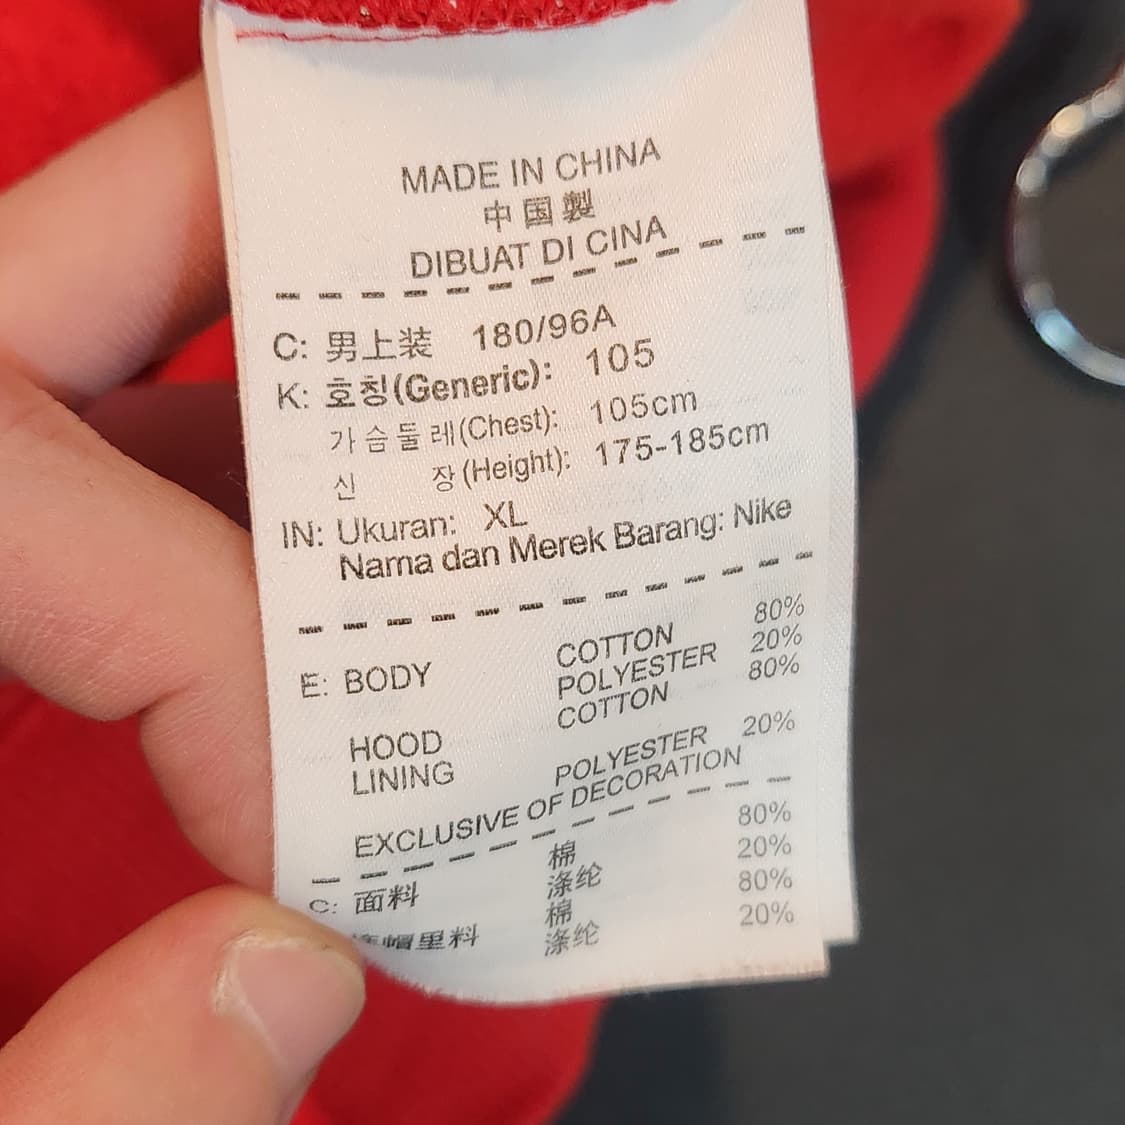 MADE IN CHINA
中国製
DIBUAT DI CINA
C: 男上装 180/96A
K: 호칭(Generic): 105
가슴둘레(Chest): 105cm
신 장(Height): 175-185cm
IN: Ukuran: XL
Nama dan Merek Barang: Nike
E: BODY COTTON 80%
POLYESTER 20%
HOOD LINING COTTON 80%
POLYESTER 20%
EXCLUSIVE OF DECORATION
C: 面料 棉 80%
涤纶 20%
帽里料 棉 80%
涤纶 20%